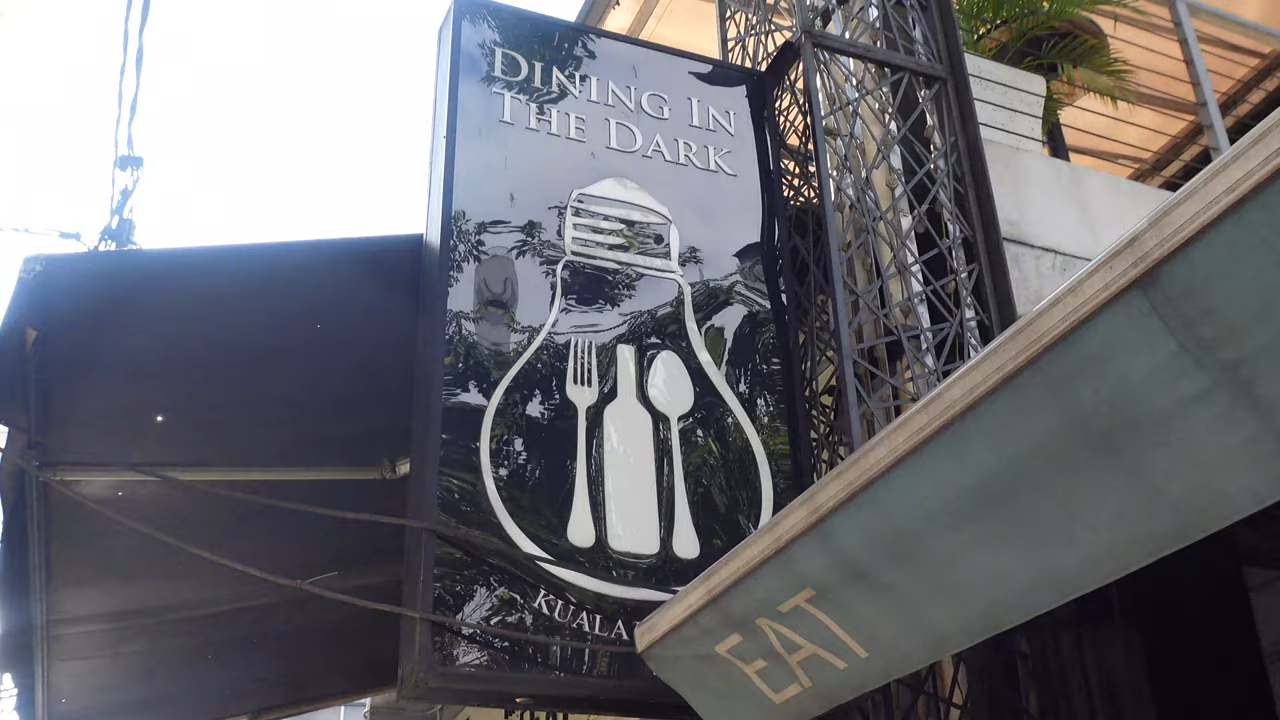 DINING IN
THE DARK
KUALA
EAT